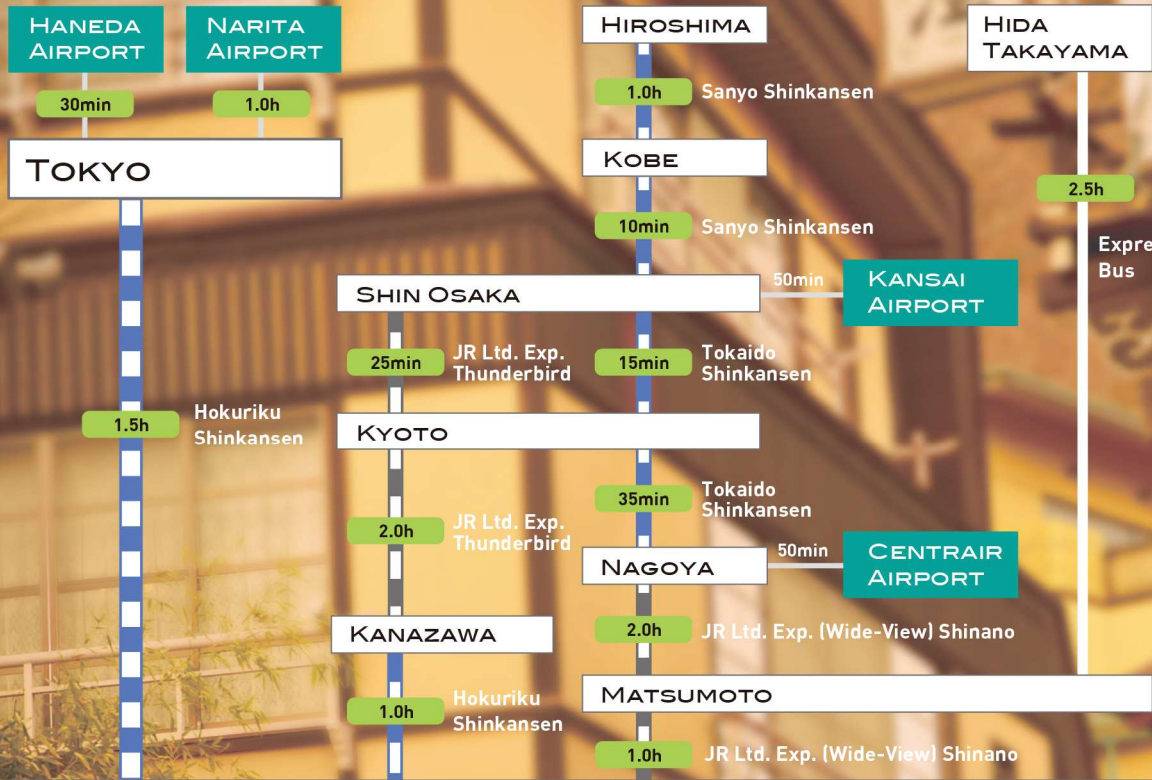 HANEDA
AIRPORT
NARITA
AIRPORT
HIROSHIMA
HIDA
TAKAYAMA
30min
1.0h
1.0h
Sanyo Shinkansen
TOKYO
KOBE
2.5h
10min
Sanyo Shinkansen
Expre
Bus
SHIN OSAKA
50min
KANSAI
AIRPORT
25min
JR Ltd. Exp.
Thunderbird
15min
Tokaido
Shinkansen
1.5h
Hokuriku
Shinkansen
KYOTO
2.0h
JR Ltd. Exp.
Thunderbird
35min
Tokaido
Shinkansen
NAGOYA
50min
CENTRAIR
AIRPORT
KANAZAWA
2.0h
JR Ltd. Exp. (Wide-View) Shinano
MATSUMOTO
1.0h
Hokuriku
Shinkansen
1.0h
JR Ltd. Exp. (Wide-View) Shinano